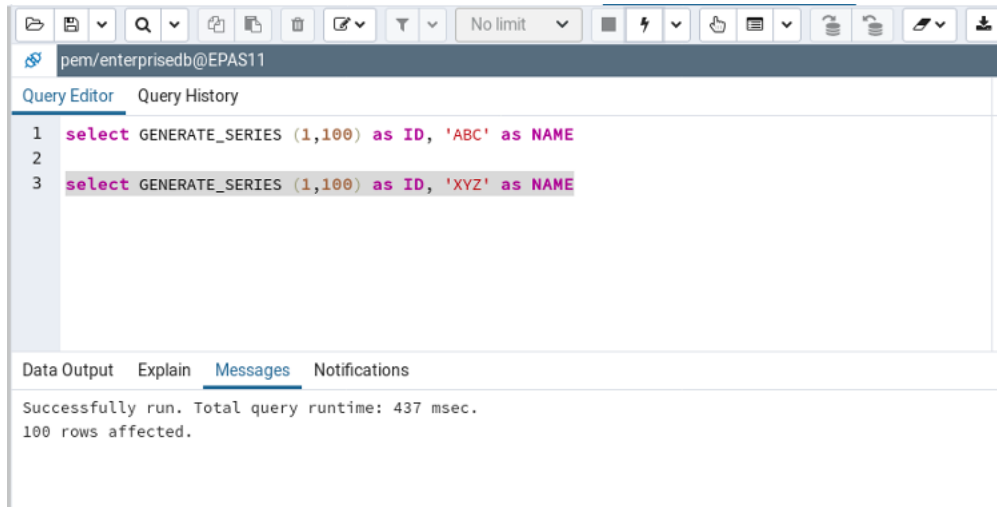 No limit
pem/enterprisedb@EPAS11
Query Editor Query History
1 select GENERATE_SERIES (1,100) as ID, 'ABC' as NAME
2
3 select GENERATE_SERIES (1,100) as ID, 'XYZ' as NAME
Data Output Explain Messages Notifications
Successfully run. Total query runtime: 437 msec.
100 rows affected.